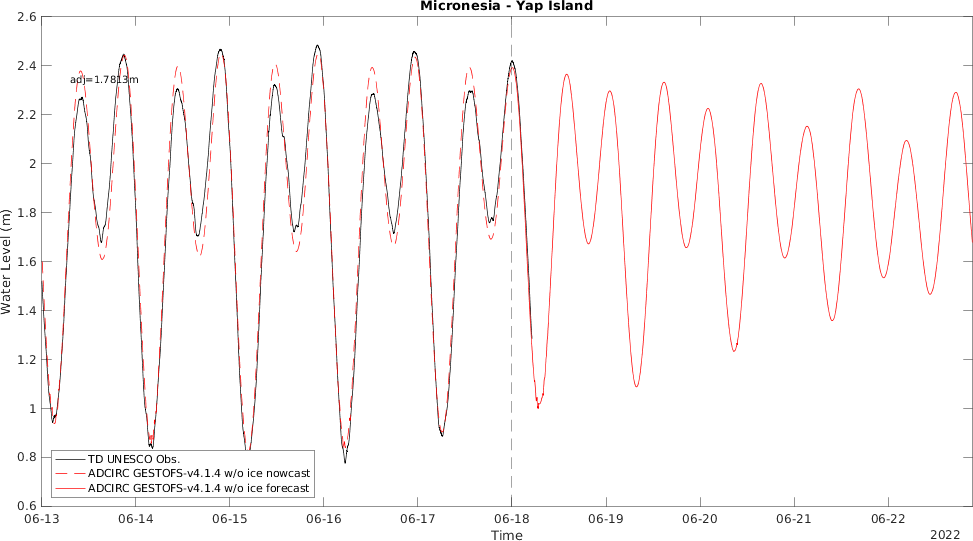 Micronesia - Yap Island
2.6
2.4
2.2
2
1.8
1.6
1.4
1.2
1
0.8
0.6
Water Level (m)
adj=1.7813m
TD UNESCO Obs.
ADCIRC GESTOFS-v4.1.4 w/o ice nowcast
ADCIRC GESTOFS-v4.1.4 w/o ice forecast
06-13 06-14 06-15 06-16 06-17 06-18 06-19 06-20 06-21 06-22
Time
2022